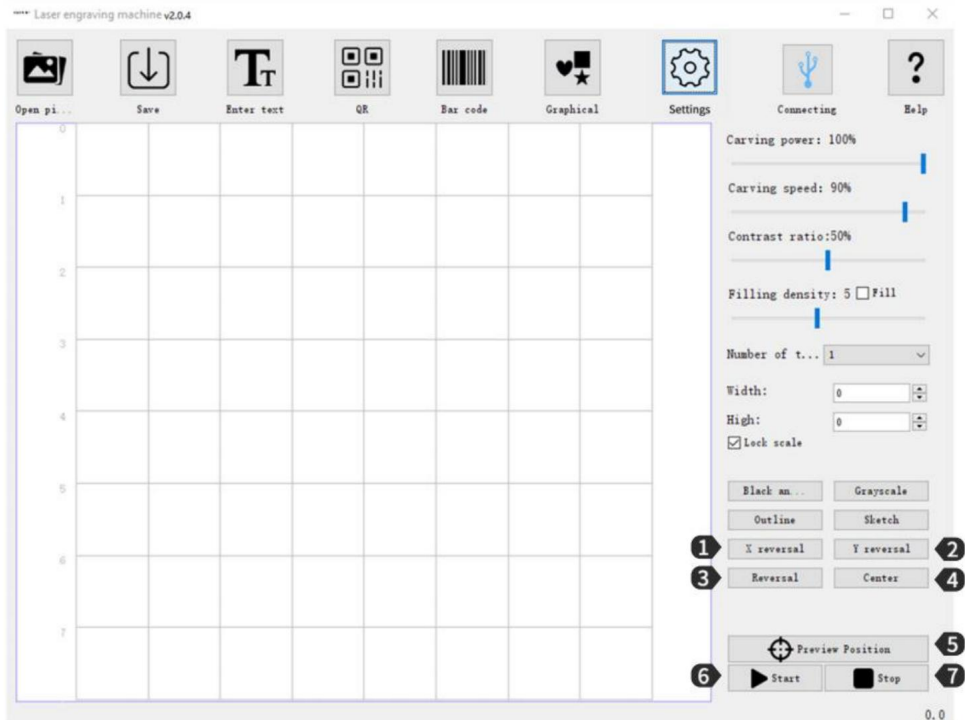 Laser engraving machine v2.0.4
Open pi... Save Enter text QR Bar code Graphical Settings Connecting Help
0
1
2
3
4
5
6
7
Carving power: 100%
Carving speed: 90%
Contrast ratio:50%
Filling density: 5 Fill
Number of t... 1
Width: 0
High: 0
Lock scale
Black an... Grayscale
Outline Sketch
1 X reversal Y reversal 2
3 Reversal Center 4
Preview Position 5
6 Start Stop 7
0,0